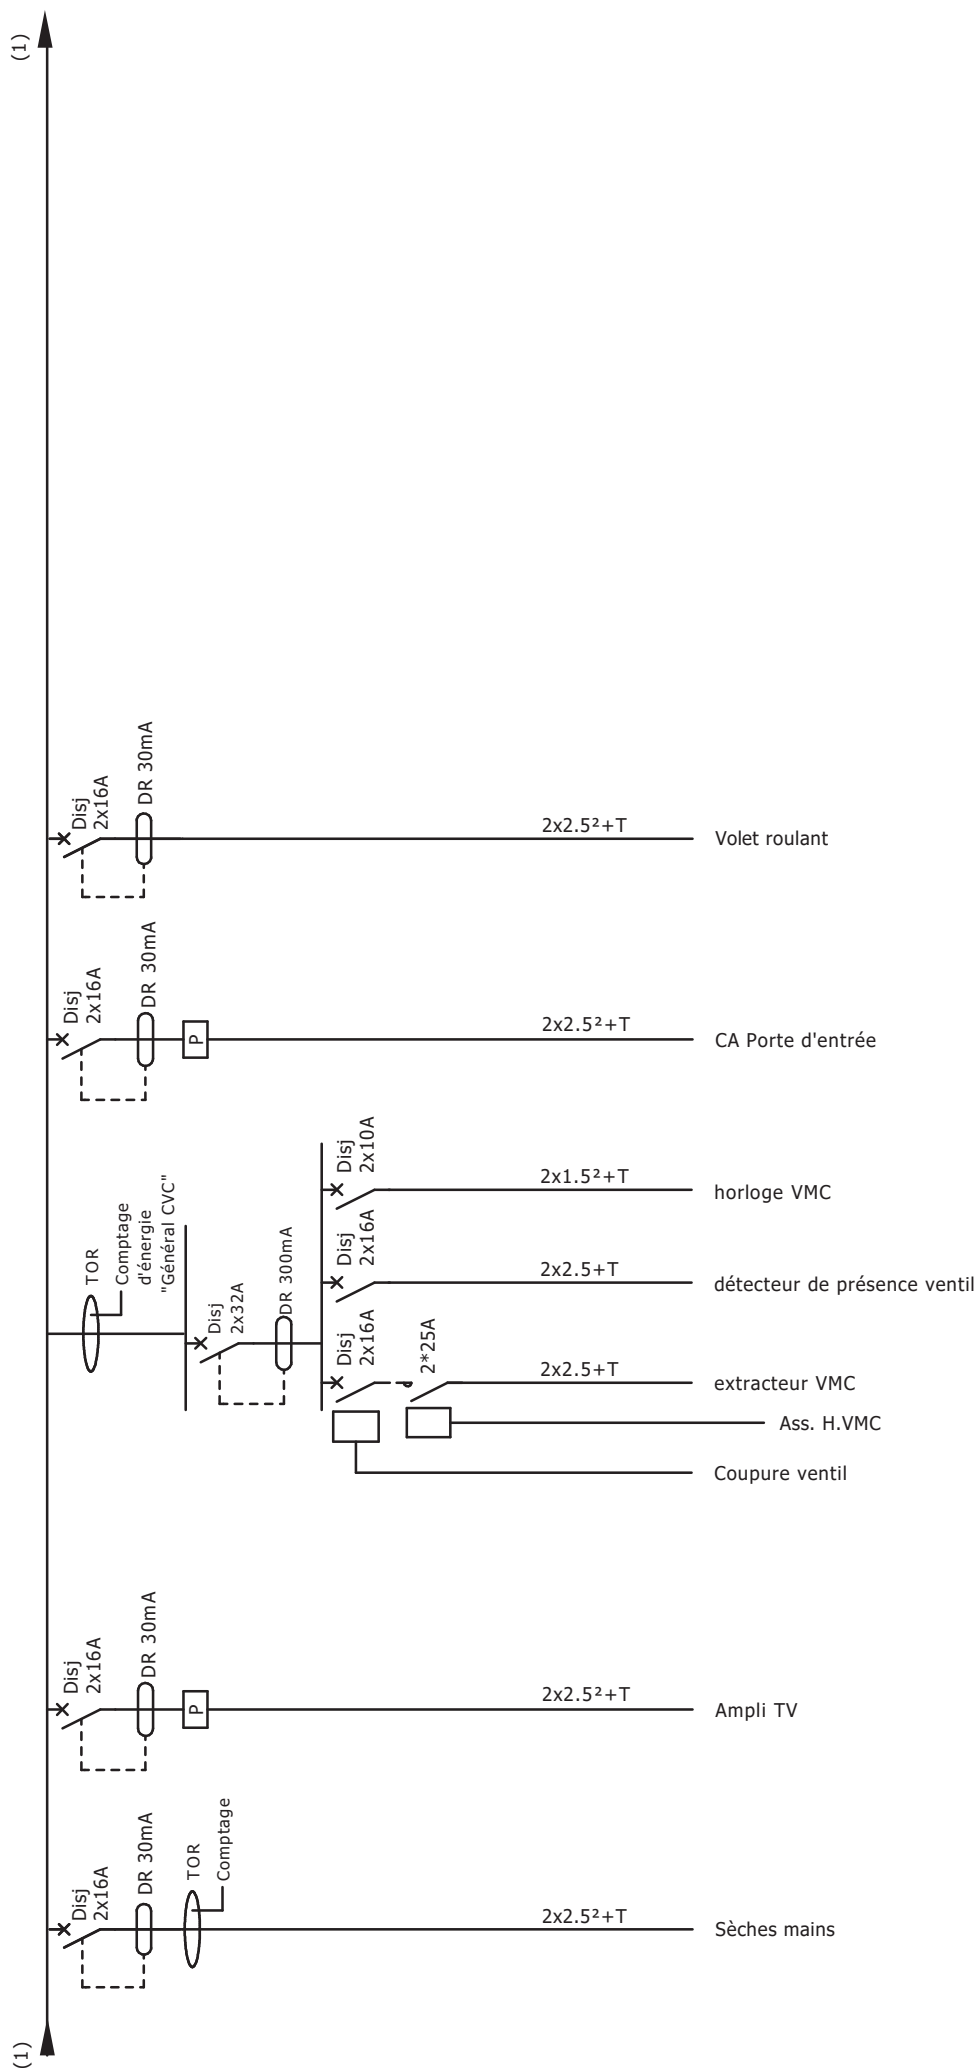 (1)
Disj
2x16A
DR 30mA
2x2.5²+T
Volet roulant
Disj
2x16A
DR 30mA
P
2x2.5²+T
CA Porte d'entrée
TOR
Comptage
d'énergie
"Général CVC"
Disj
2x32A
DR 300mA
Disj
2x10A
2x1.5²+T
horloge VMC
Disj
2x16A
2x2.5+T
détecteur de présence ventil
Disj
2x16A
2*25A
2x2.5+T
extracteur VMC
Ass. H.VMC
Coupure ventil
Disj
2x16A
DR 30mA
P
2x2.5²+T
Ampli TV
Disj
2x16A
DR 30mA
TOR
Comptage
2x2.5²+T
Sèches mains
(1)